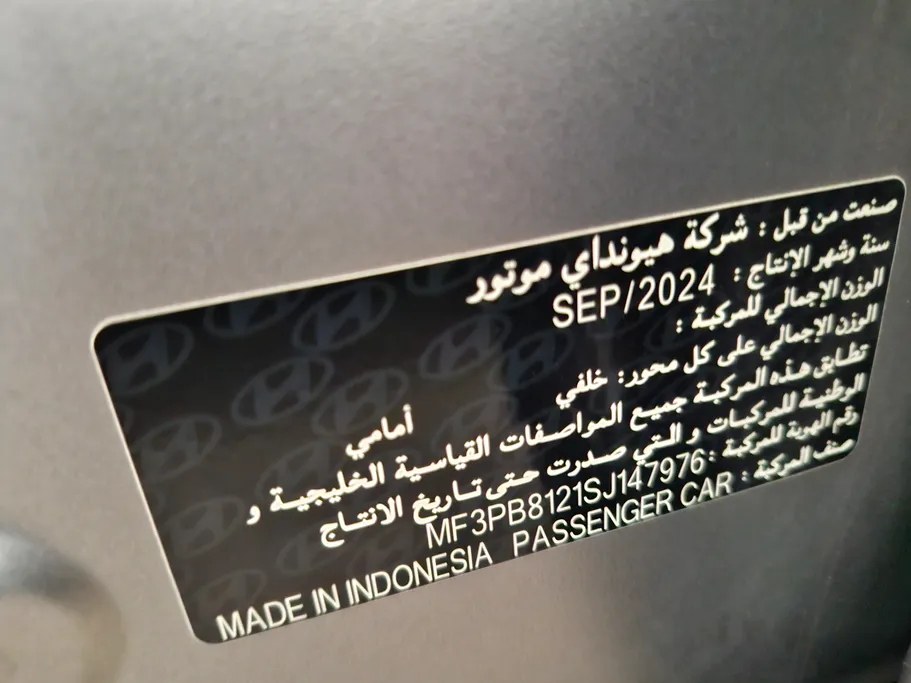 صنعت من قبل : شركة هيونداي موتور
سنة وشهر الإنتاج : SEP/2024
الوزن الإجمالي للمركبة :
الوزن الإجمالي على كل محور: خلفي أمامي
تطابق هذه المركبة جميع المواصفات القياسية الخليجية و
الوطنية للمركبات و التي صدرت حتى تاريخ الانتاج
رقم الهوية للمركبة : MF3PB8121SJ147976
صنف المركبة : PASSENGER CAR MADE IN INDONESIA